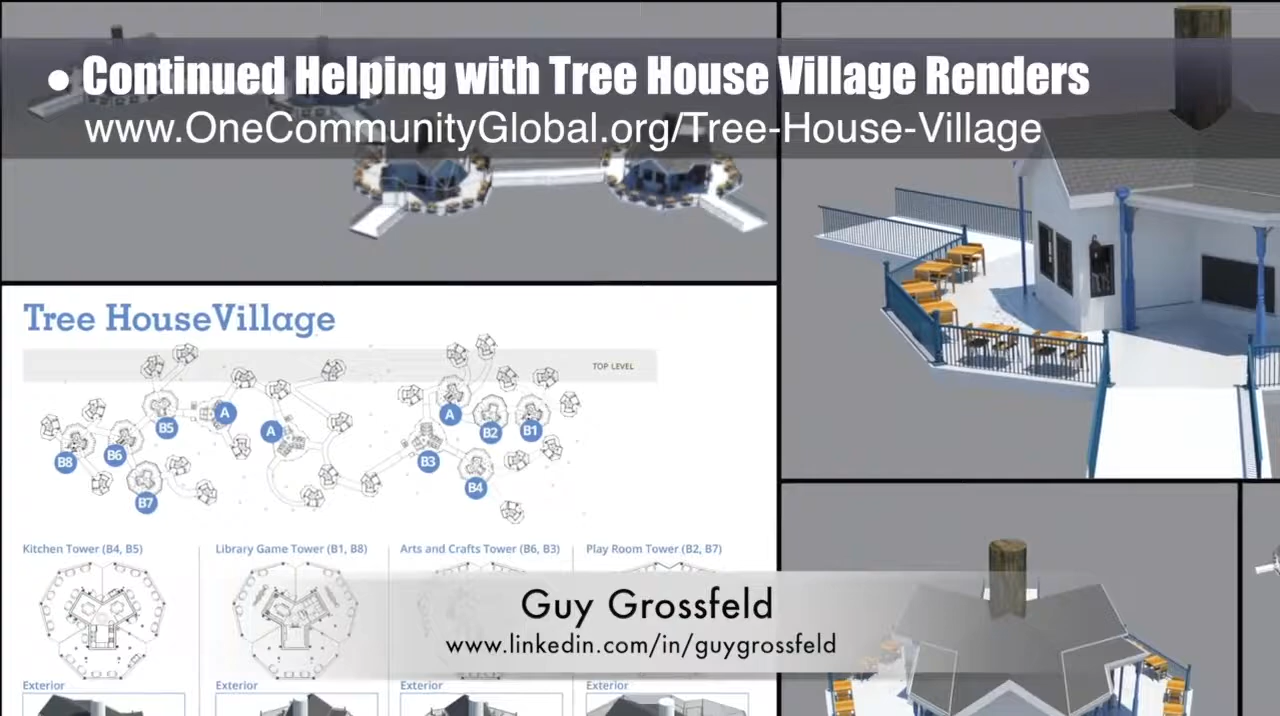 ● Continued Helping with Tree House Village Renders
www.OneCommunityGlobal.org/Tree-House-Village
Tree HouseVillage
TOP LEVEL
A
A
B5
B6
B8
B7
A
B2
B1
B3
B4
Kitchen Tower (B4, B5)
Library Game Tower (B1, B8)
Arts and Crafts Tower (B6, B3)
Play Room Tower (B2, B7)
Guy Grossfeld
www.linkedin.com/in/guygrossfeld
Exterior
Exterior
Exterior
Exterior